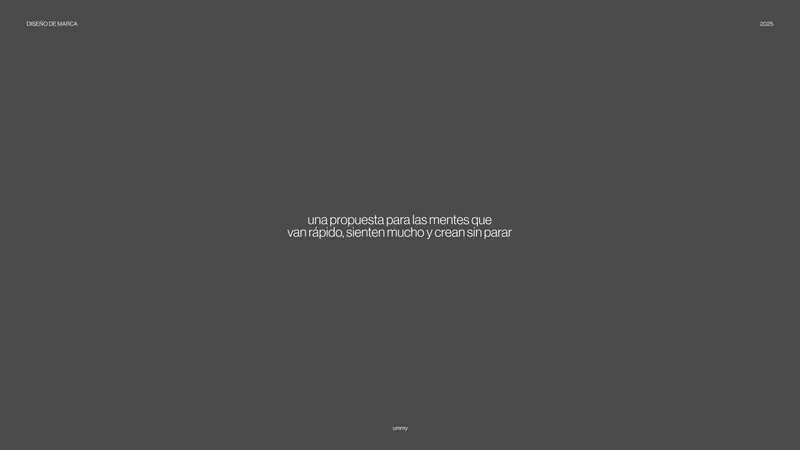 DISEÑO DE MARCA
2025
una propuesta para las mentes que
van rápido, sienten mucho y crean sin parar
ummy